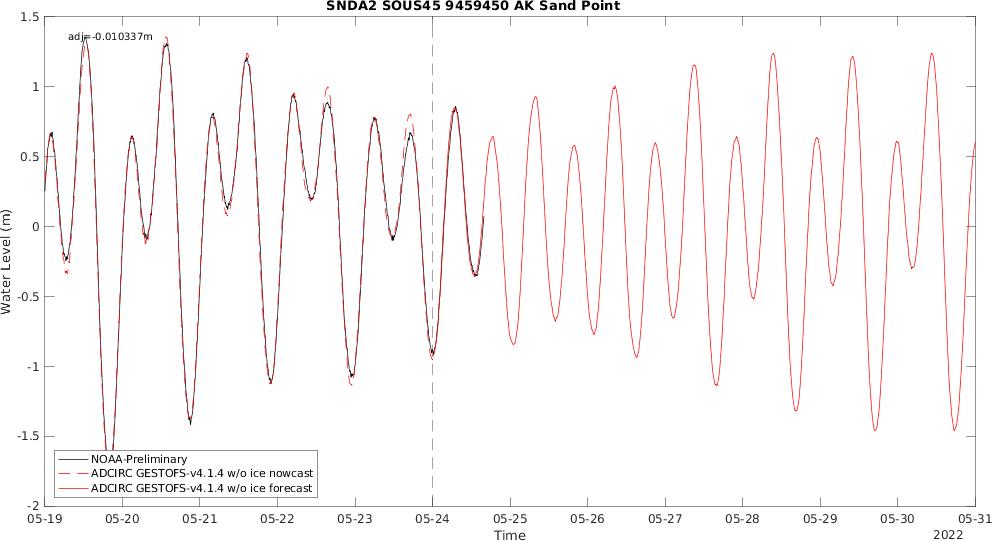 SNDA2 SOUS45 9459450 AK Sand Point
adj=-0.010337m
1.5
1
0.5
0
-0.5
-1
-1.5
-2
Water Level (m)
NOAA-Preliminary
ADCIRC GESTOFS-v4.1.4 w/o ice nowcast
ADCIRC GESTOFS-v4.1.4 w/o ice forecast
05-19 05-20 05-21 05-22 05-23 05-24 05-25 05-26 05-27 05-28 05-29 05-30 05-31
Time
2022